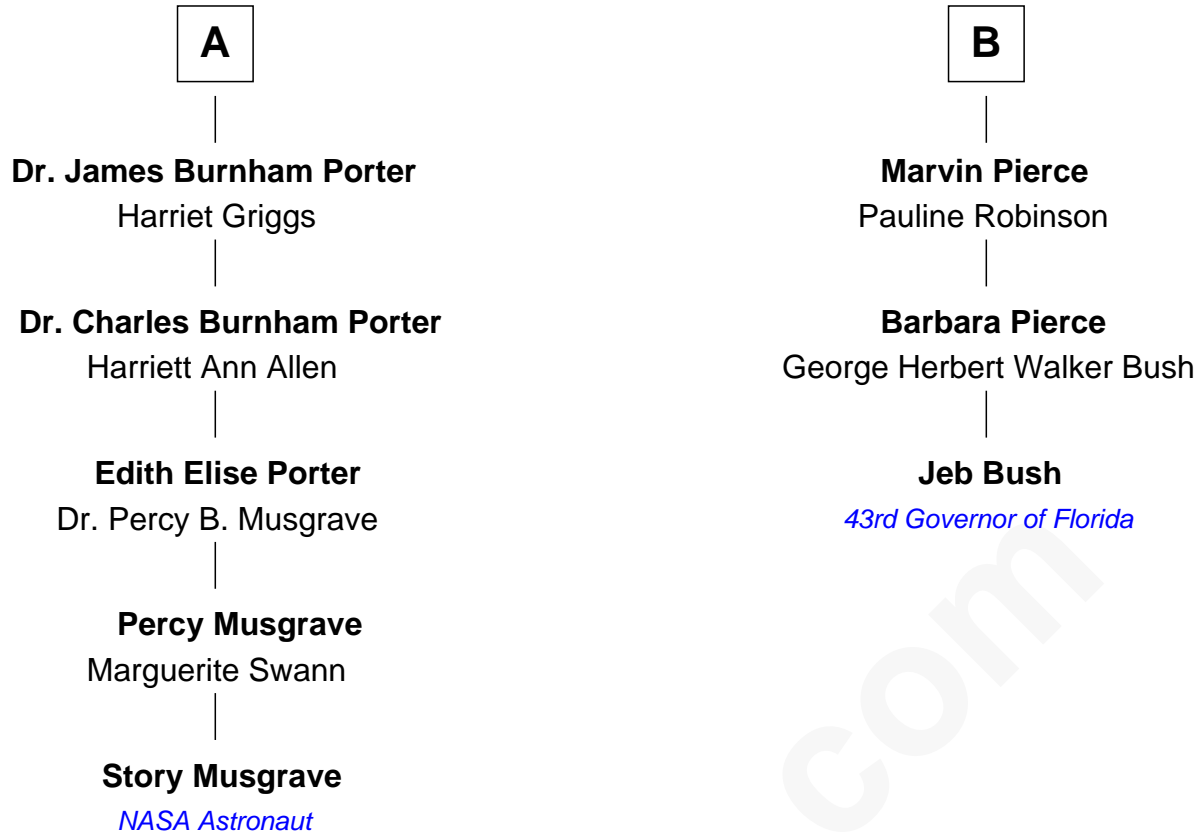 A
Dr. James Burnham Porter
Harriet Griggs
Dr. Charles Burnham Porter
Harriett Ann Allen
Edith Elise Porter
Dr. Percy B. Musgrave
Percy Musgrave
Marguerite Swann
Story Musgrave
NASA Astronaut
B
Marvin Pierce
Pauline Robinson
Barbara Pierce
George Herbert Walker Bush
Jeb Bush
43rd Governor of Florida
com